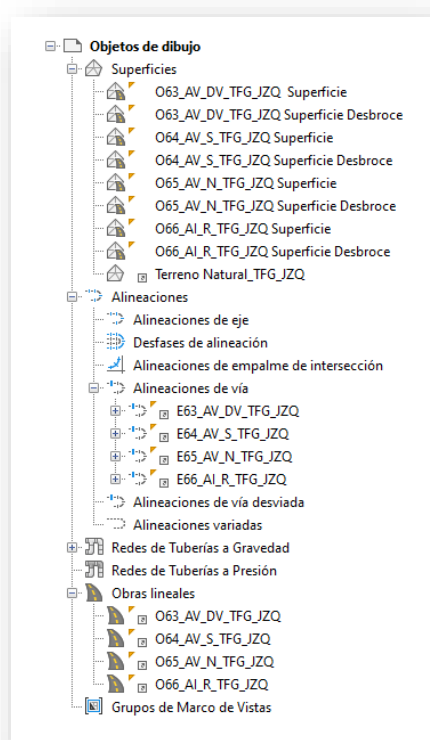 Objetos de dibujo
Superficies
O63_AV_DV_TFG_JZQ Superficie
O63_AV_DV_TFG_JZQ Superficie Desbroce
O64_AV_S_TFG_JZQ Superficie
O64_AV_S_TFG_JZQ Superficie Desbroce
O65_AV_N_TFG_JZQ Superficie
O65_AV_N_TFG_JZQ Superficie Desbroce
O66_AI_R_TFG_JZQ Superficie
O66_AI_R_TFG_JZQ Superficie Desbroce
Terreno Natural_TFG_JZQ
Alineaciones
Alineaciones de eje
Desfases de alineación
Alineaciones de empalme de intersección
Alineaciones de vía
E63_AV_DV_TFG_JZQ
E64_AV_S_TFG_JZQ
E65_AV_N_TFG_JZQ
E66_AI_R_TFG_JZQ
Alineaciones de vía desviada
Alineaciones variadas
Redes de Tuberías a Gravedad
Redes de Tuberías a Presión
Obras lineales
O63_AV_DV_TFG_JZQ
O64_AV_S_TFG_JZQ
O65_AV_N_TFG_JZQ
O66_AI_R_TFG_JZQ
Grupos de Marco de Vistas